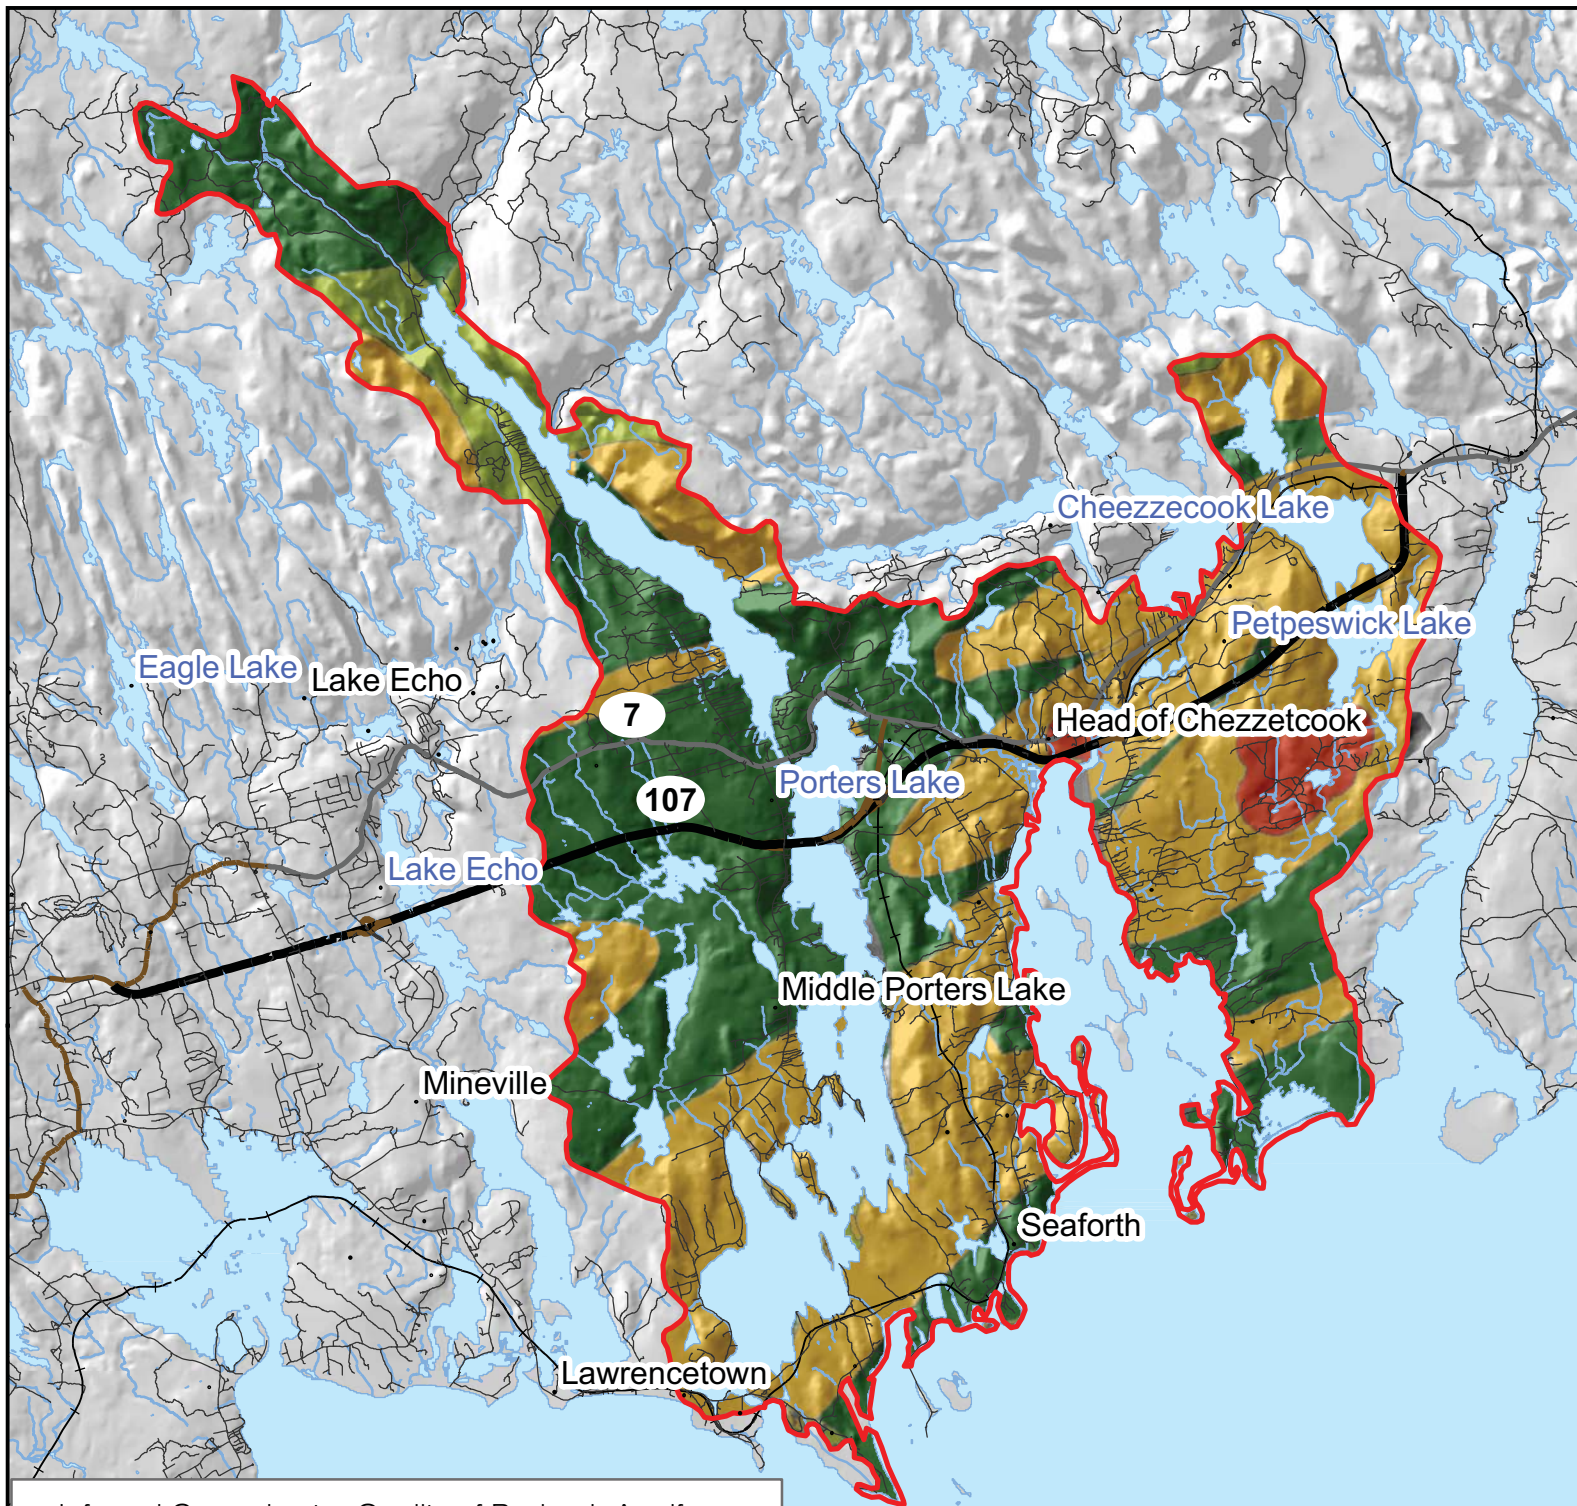 Cheezzecook Lake
Petpeswick Lake
Eagle Lake
Lake Echo
7
Head of Chezzetcook
Porters Lake
107
Lake Echo
Middle Porters Lake
Mineville
Seaforth
Lawrencetown